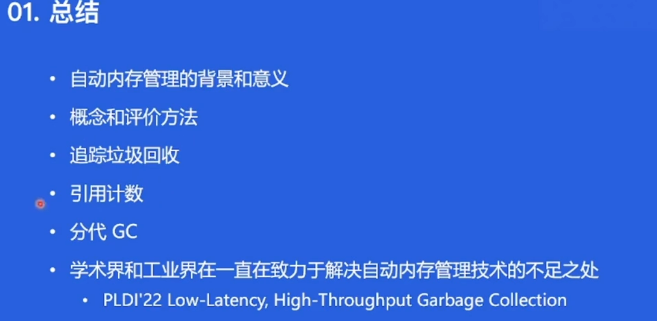 01. 总结
• 自动内存管理的背景和意义
• 概念和评价方法
• 追踪垃圾回收
• 引用计数
• 分代 GC
• 学术界和工业界在一直在致力于解决自动内存管理技术的不足之处
• PLDI'22 Low-Latency, High-Throughput Garbage Collection